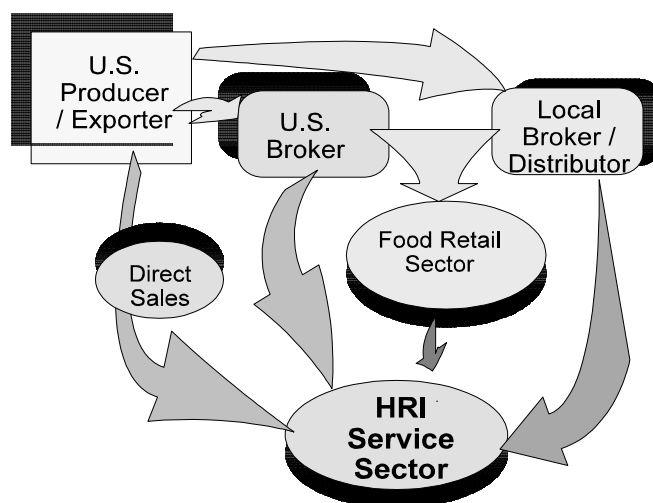 U.S.
Producer
/ Exporter
U.S.
Broker
Local
Broker /
Distributor
Direct
Sales
Food Retail
Sector
HRI
Service
Sector